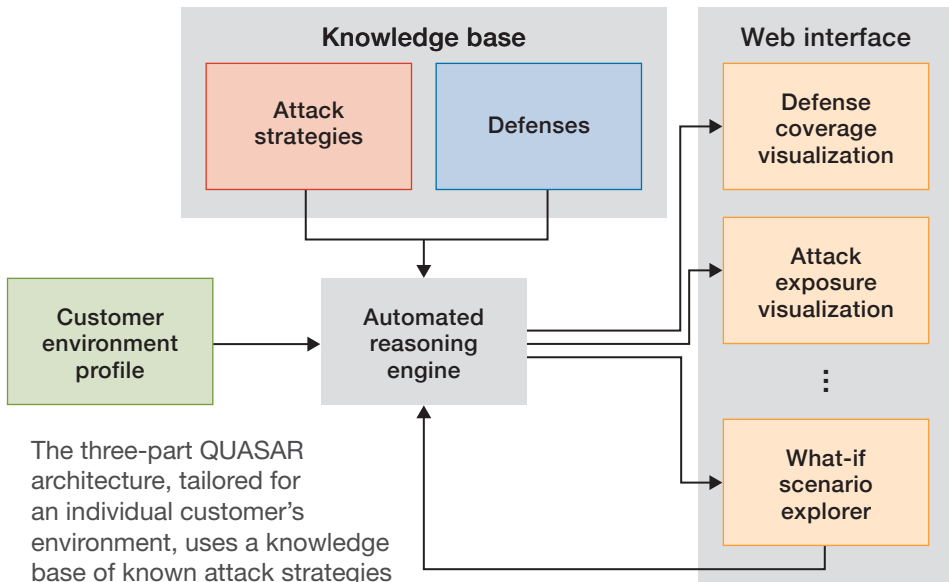 Knowledge base
Attack
strategies
Defenses
Web interface
Defense
coverage
visualization
Attack
exposure
visualization
What-if
scenario
explorer
Customer
environment
profile
Automated
reasoning
engine
The three-part QUASAR
architecture, tailored for
an individual customer’s
environment, uses a knowledge
base of known attack strategies